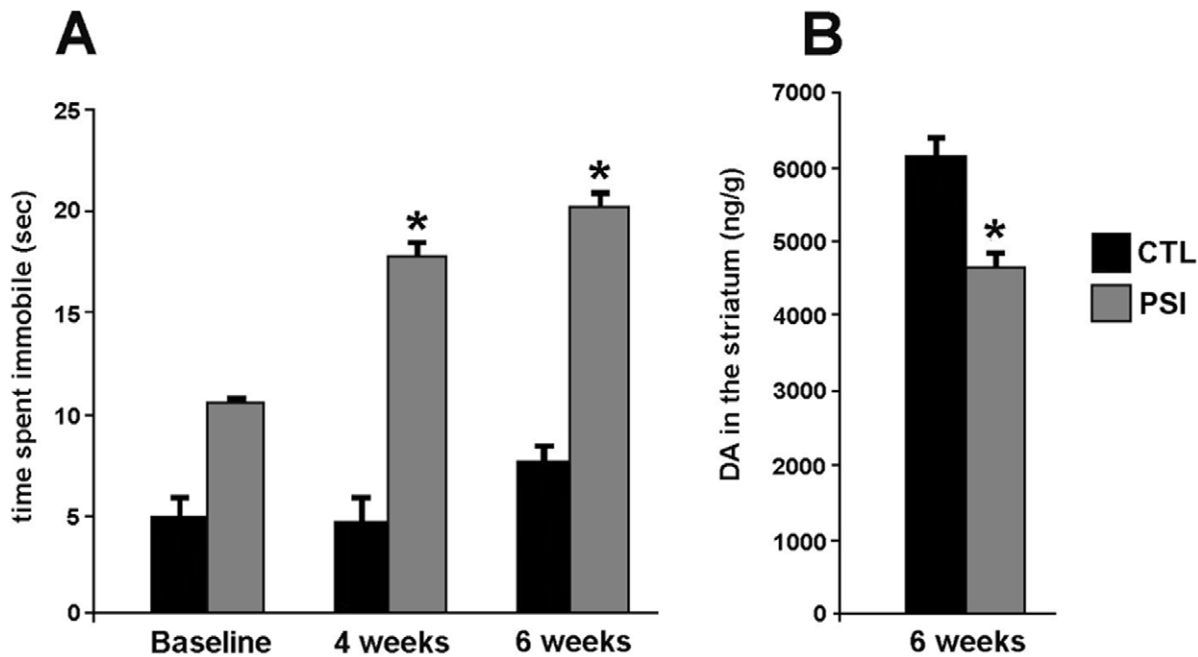 A
time spent immobile (sec)
25
20
15
10
5
0
*
*
Baseline
4 weeks
6 weeks
B
DA in the striatum (ng/g)
7000
6000
5000
4000
3000
2000
1000
0
*
6 weeks
CTL
PSI